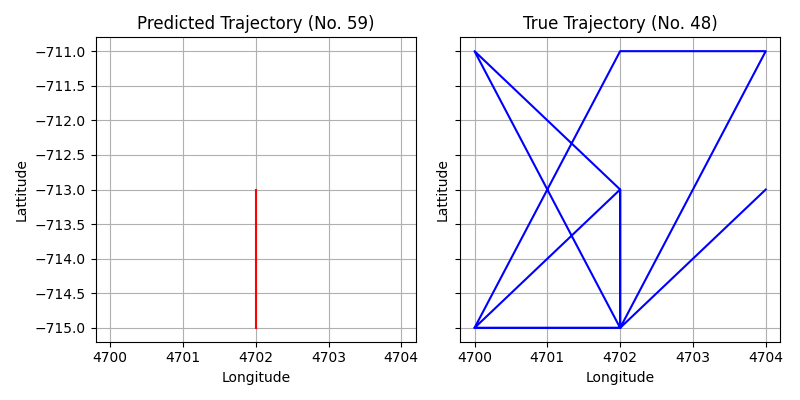 Predicted Trajectory (No. 59)
True Trajectory (No. 48)
Lattitude
−711.0
−711.5
−712.0
−712.5
−713.0
−713.5
−714.0
−714.5
−715.0
4700 4701 4702 4703 4704
Longitude
Lattitude
4700 4701 4702 4703 4704
Longitude